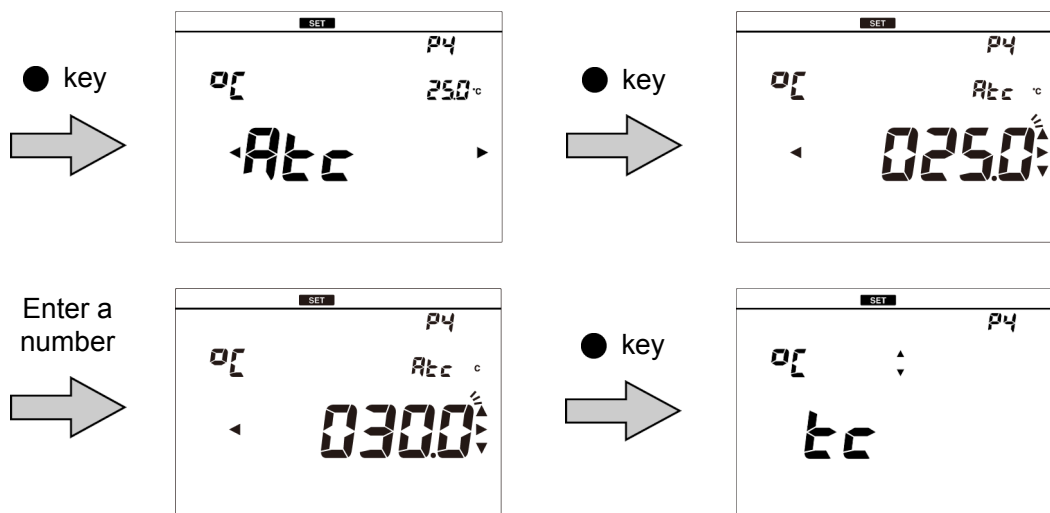 ● key
SET
P4
°C
25.0 °C
◄Atc ►
● key
SET
P4
°C
Atc °C
025.0
Enter a
number
SET
P4
°C
Atc c
030.0
● key
SET
P4
°C
tc